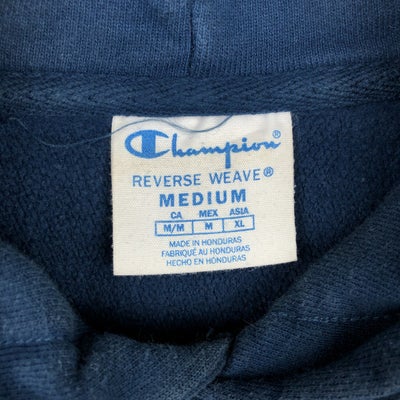 Champion
REVERSE WEAVE®
MEDIUM
CA MEX ASIA
M/M M XL
MADE IN HONDURAS
FABRIQUÉ AU HONDURAS
HECHO EN HONDURAS